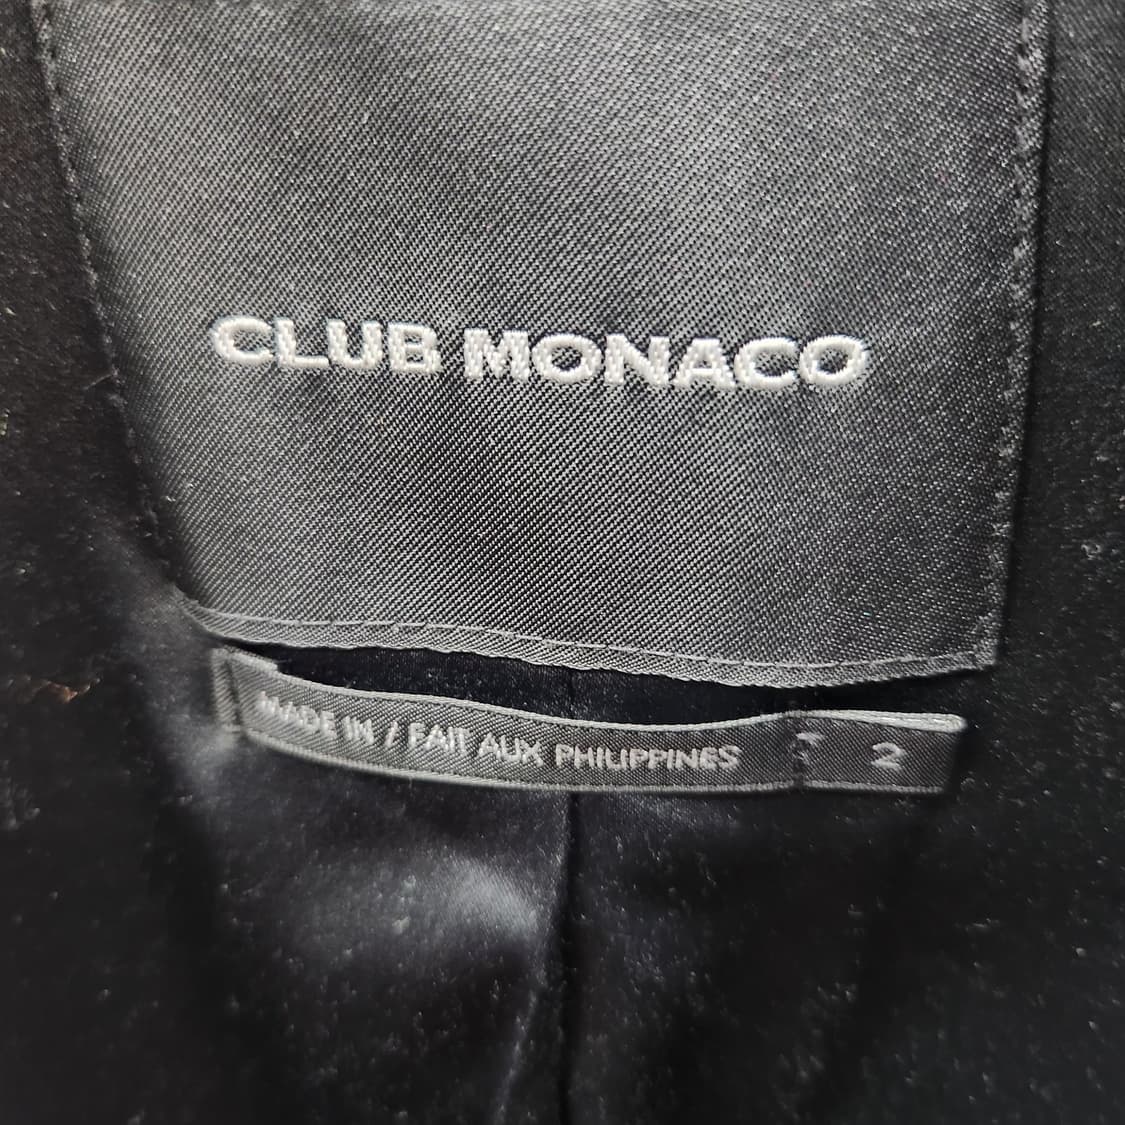 CLUB MONACO
MADE IN / FAIT AUX PHILIPPINES 2